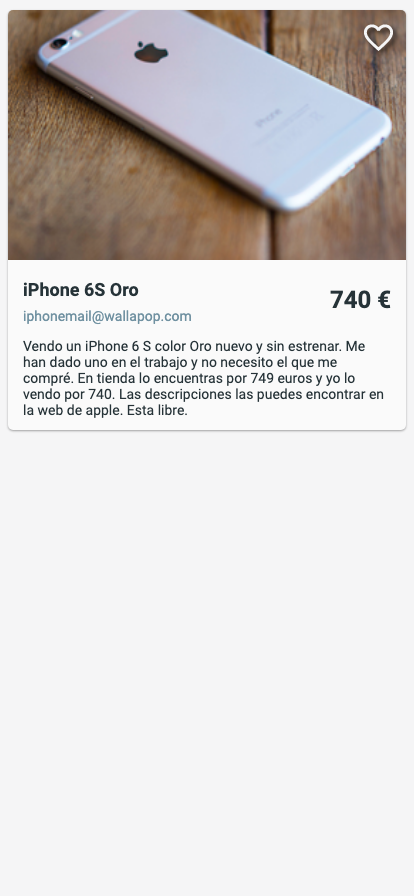 iPhone
iPhone 6S Oro
740 €
iphonemail@wallapop.com
Vendo un iPhone 6 S color Oro nuevo y sin estrenar. Me
han dado uno en el trabajo y no necesito el que me
compré. En tienda lo encuentras por 749 euros y yo lo
vendo por 740. Las descripciones las puedes encontrar en
la web de apple. Esta libre.